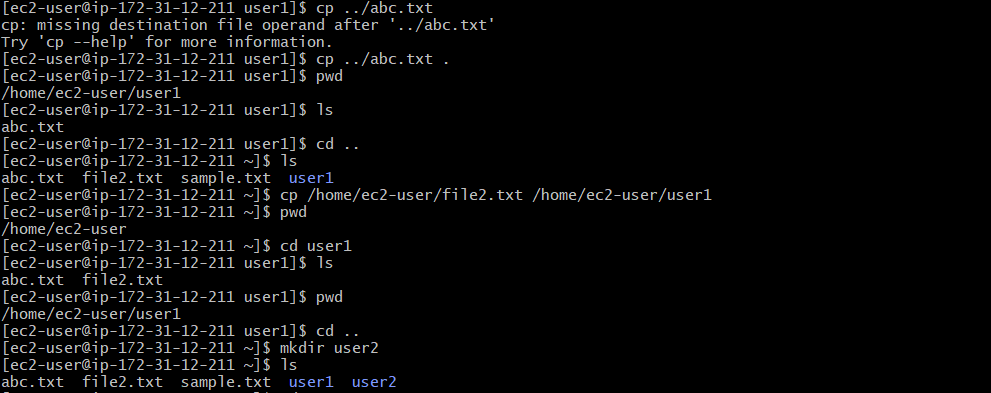 [ec2-user@ip-172-31-12-211 user1]$ cp ../abc.txt
cp: missing destination file operand after '../abc.txt'
Try 'cp --help' for more information.
[ec2-user@ip-172-31-12-211 user1]$ cp ../abc.txt .
[ec2-user@ip-172-31-12-211 user1]$ pwd
/home/ec2-user/user1
[ec2-user@ip-172-31-12-211 user1]$ ls
abc.txt
[ec2-user@ip-172-31-12-211 user1]$ cd ..
[ec2-user@ip-172-31-12-211 ~]$ ls
abc.txt  file2.txt  sample.txt  user1
[ec2-user@ip-172-31-12-211 ~]$ cp /home/ec2-user/file2.txt /home/ec2-user/user1
[ec2-user@ip-172-31-12-211 ~]$ pwd
/home/ec2-user
[ec2-user@ip-172-31-12-211 ~]$ cd user1
[ec2-user@ip-172-31-12-211 user1]$ ls
abc.txt  file2.txt
[ec2-user@ip-172-31-12-211 user1]$ pwd
/home/ec2-user/user1
[ec2-user@ip-172-31-12-211 user1]$ cd ..
[ec2-user@ip-172-31-12-211 ~]$ mkdir user2
[ec2-user@ip-172-31-12-211 ~]$ ls
abc.txt  file2.txt  sample.txt  user1  user2